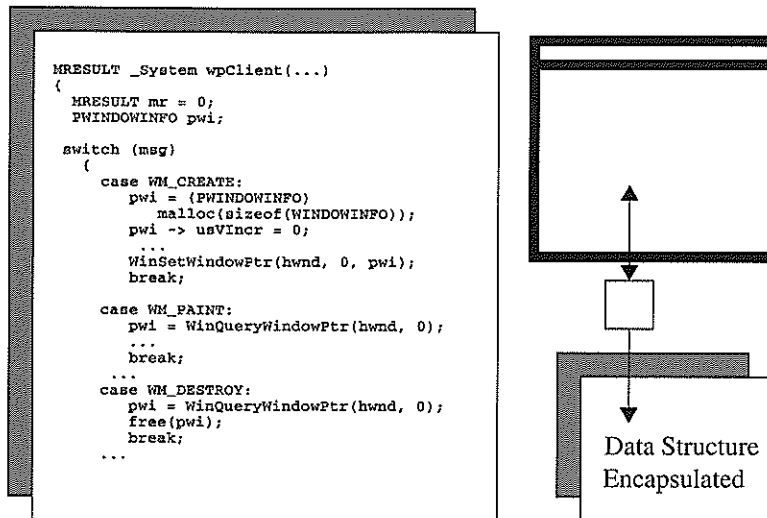 MRESULT _System wpClient(...)
{
MRESULT mr = 0;
PWINDOWINFO pwi;
switch (msg)
{
case WM_CREATE:
pwi = (PWINDOWINFO)
malloc(sizeof(WINDOWINFO));
pwi -> usVIncr = 0;
...
WinSetWindowPtr(hwnd, 0, pwi);
break;
case WM_PAINT:
pwi = WinQueryWindowPtr(hwnd, 0);
...
break;
...
case WM_DESTROY:
pwi = WinQueryWindowPtr(hwnd, 0);
free(pwi);
break;
...
Data Structure
Encapsulated